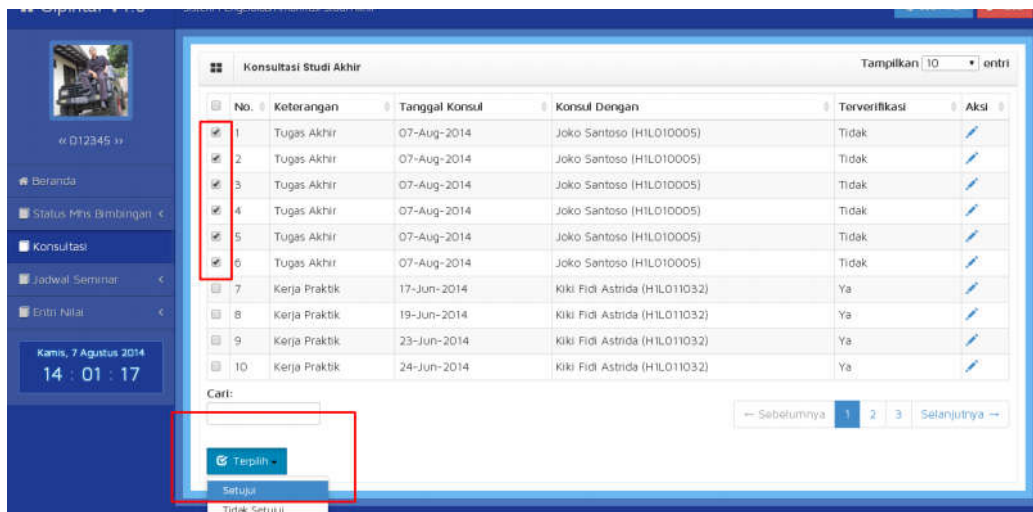 Konsultasi Studi Akhir
Tampilkan 10 entri
No. Keterangan Tanggal Konsul Konsul Dengan Terverifikasi Aksi
1 Tugas Akhir 07-Aug-2014 Joko Santoso (H1L010005) Tidak
2 Tugas Akhir 07-Aug-2014 Joko Santoso (H1L010005) Tidak
3 Tugas Akhir 07-Aug-2014 Joko Santoso (H1L010005) Tidak
4 Tugas Akhir 07-Aug-2014 Joko Santoso (H1L010005) Tidak
5 Tugas Akhir 07-Aug-2014 Joko Santoso (H1L010005) Tidak
6 Tugas Akhir 07-Aug-2014 Joko Santoso (H1L010005) Tidak
7 Kerja Praktik 17-Jun-2014 Kiki Fidi Astrida (H1L011032) Ya
8 Kerja Praktik 19-Jun-2014 Kiki Fidi Astrida (H1L011032) Ya
9 Kerja Praktik 23-Jun-2014 Kiki Fidi Astrida (H1L011032) Ya
10 Kerja Praktik 24-Jun-2014 Kiki Fidi Astrida (H1L011032) Ya
Cari:
← Sebelumnya 1 2 3 Selanjutnya →
Terplih
Setujui
Tidak Setujui
« 012345 »
Beranda
Status Mhs Bimbingan
Konsultasi
Jadwal Seminar
Entri Nilai
Kamis, 7 Agustus 2014
14 : 01 : 17